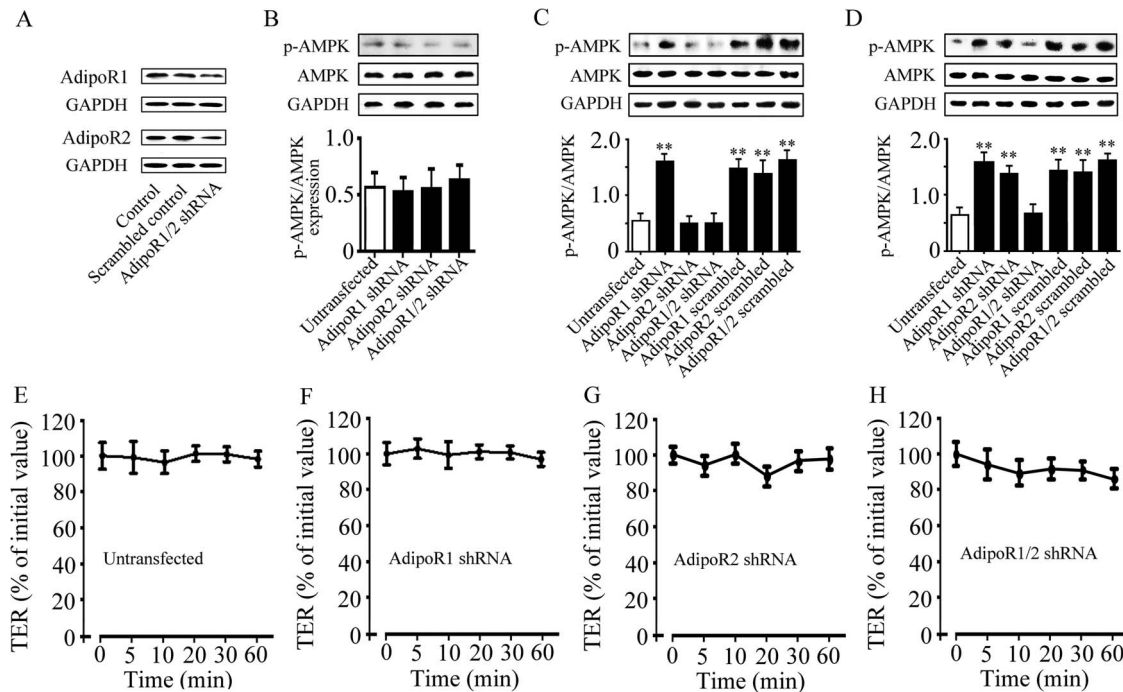 A
AdipoR1
GAPDH
AdipoR2
GAPDH
Control
Scrambled control
AdipoR1/2 shRNA
B
p-AMPK
AMPK
GAPDH
p-AMPK/AMPK
expression
1.0
0.5
0
Untransfected
AdipoR1 shRNA
AdipoR2 shRNA
AdipoR1/2 shRNA
C
p-AMPK
AMPK
GAPDH
p-AMPK/AMPK
2.0
1.0
0
** ** ** **
Untransfected
AdipoR1 shRNA
AdipoR2 shRNA
AdipoR1/2 shRNA
AdipoR1 scrambled
AdipoR2 scrambled
AdipoR1/2 scrambled
D
p-AMPK
AMPK
GAPDH
p-AMPK/AMPK
2.0
1.0
0
** ** ** ** **
Untransfected
AdipoR1 shRNA
AdipoR2 shRNA
AdipoR1/2 shRNA
AdipoR1 scrambled
AdipoR2 scrambled
AdipoR1/2 scrambled
E
TER (% of initial value)
120
100
80
60
40
20
0
Untransfected
0 5 10 20 30 60
Time (min)
F
TER (% of initial value)
120
100
80
60
40
20
0
AdipoR1 shRNA
0 5 10 20 30 60
Time (min)
G
TER (% of initial value)
120
100
80
60
40
20
0
AdipoR2 shRNA
0 5 10 20 30 60
Time (min)
H
TER (% of initial value)
120
100
80
60
40
20
0
AdipoR1/2 shRNA
0 5 10 20 30 60
Time (min)